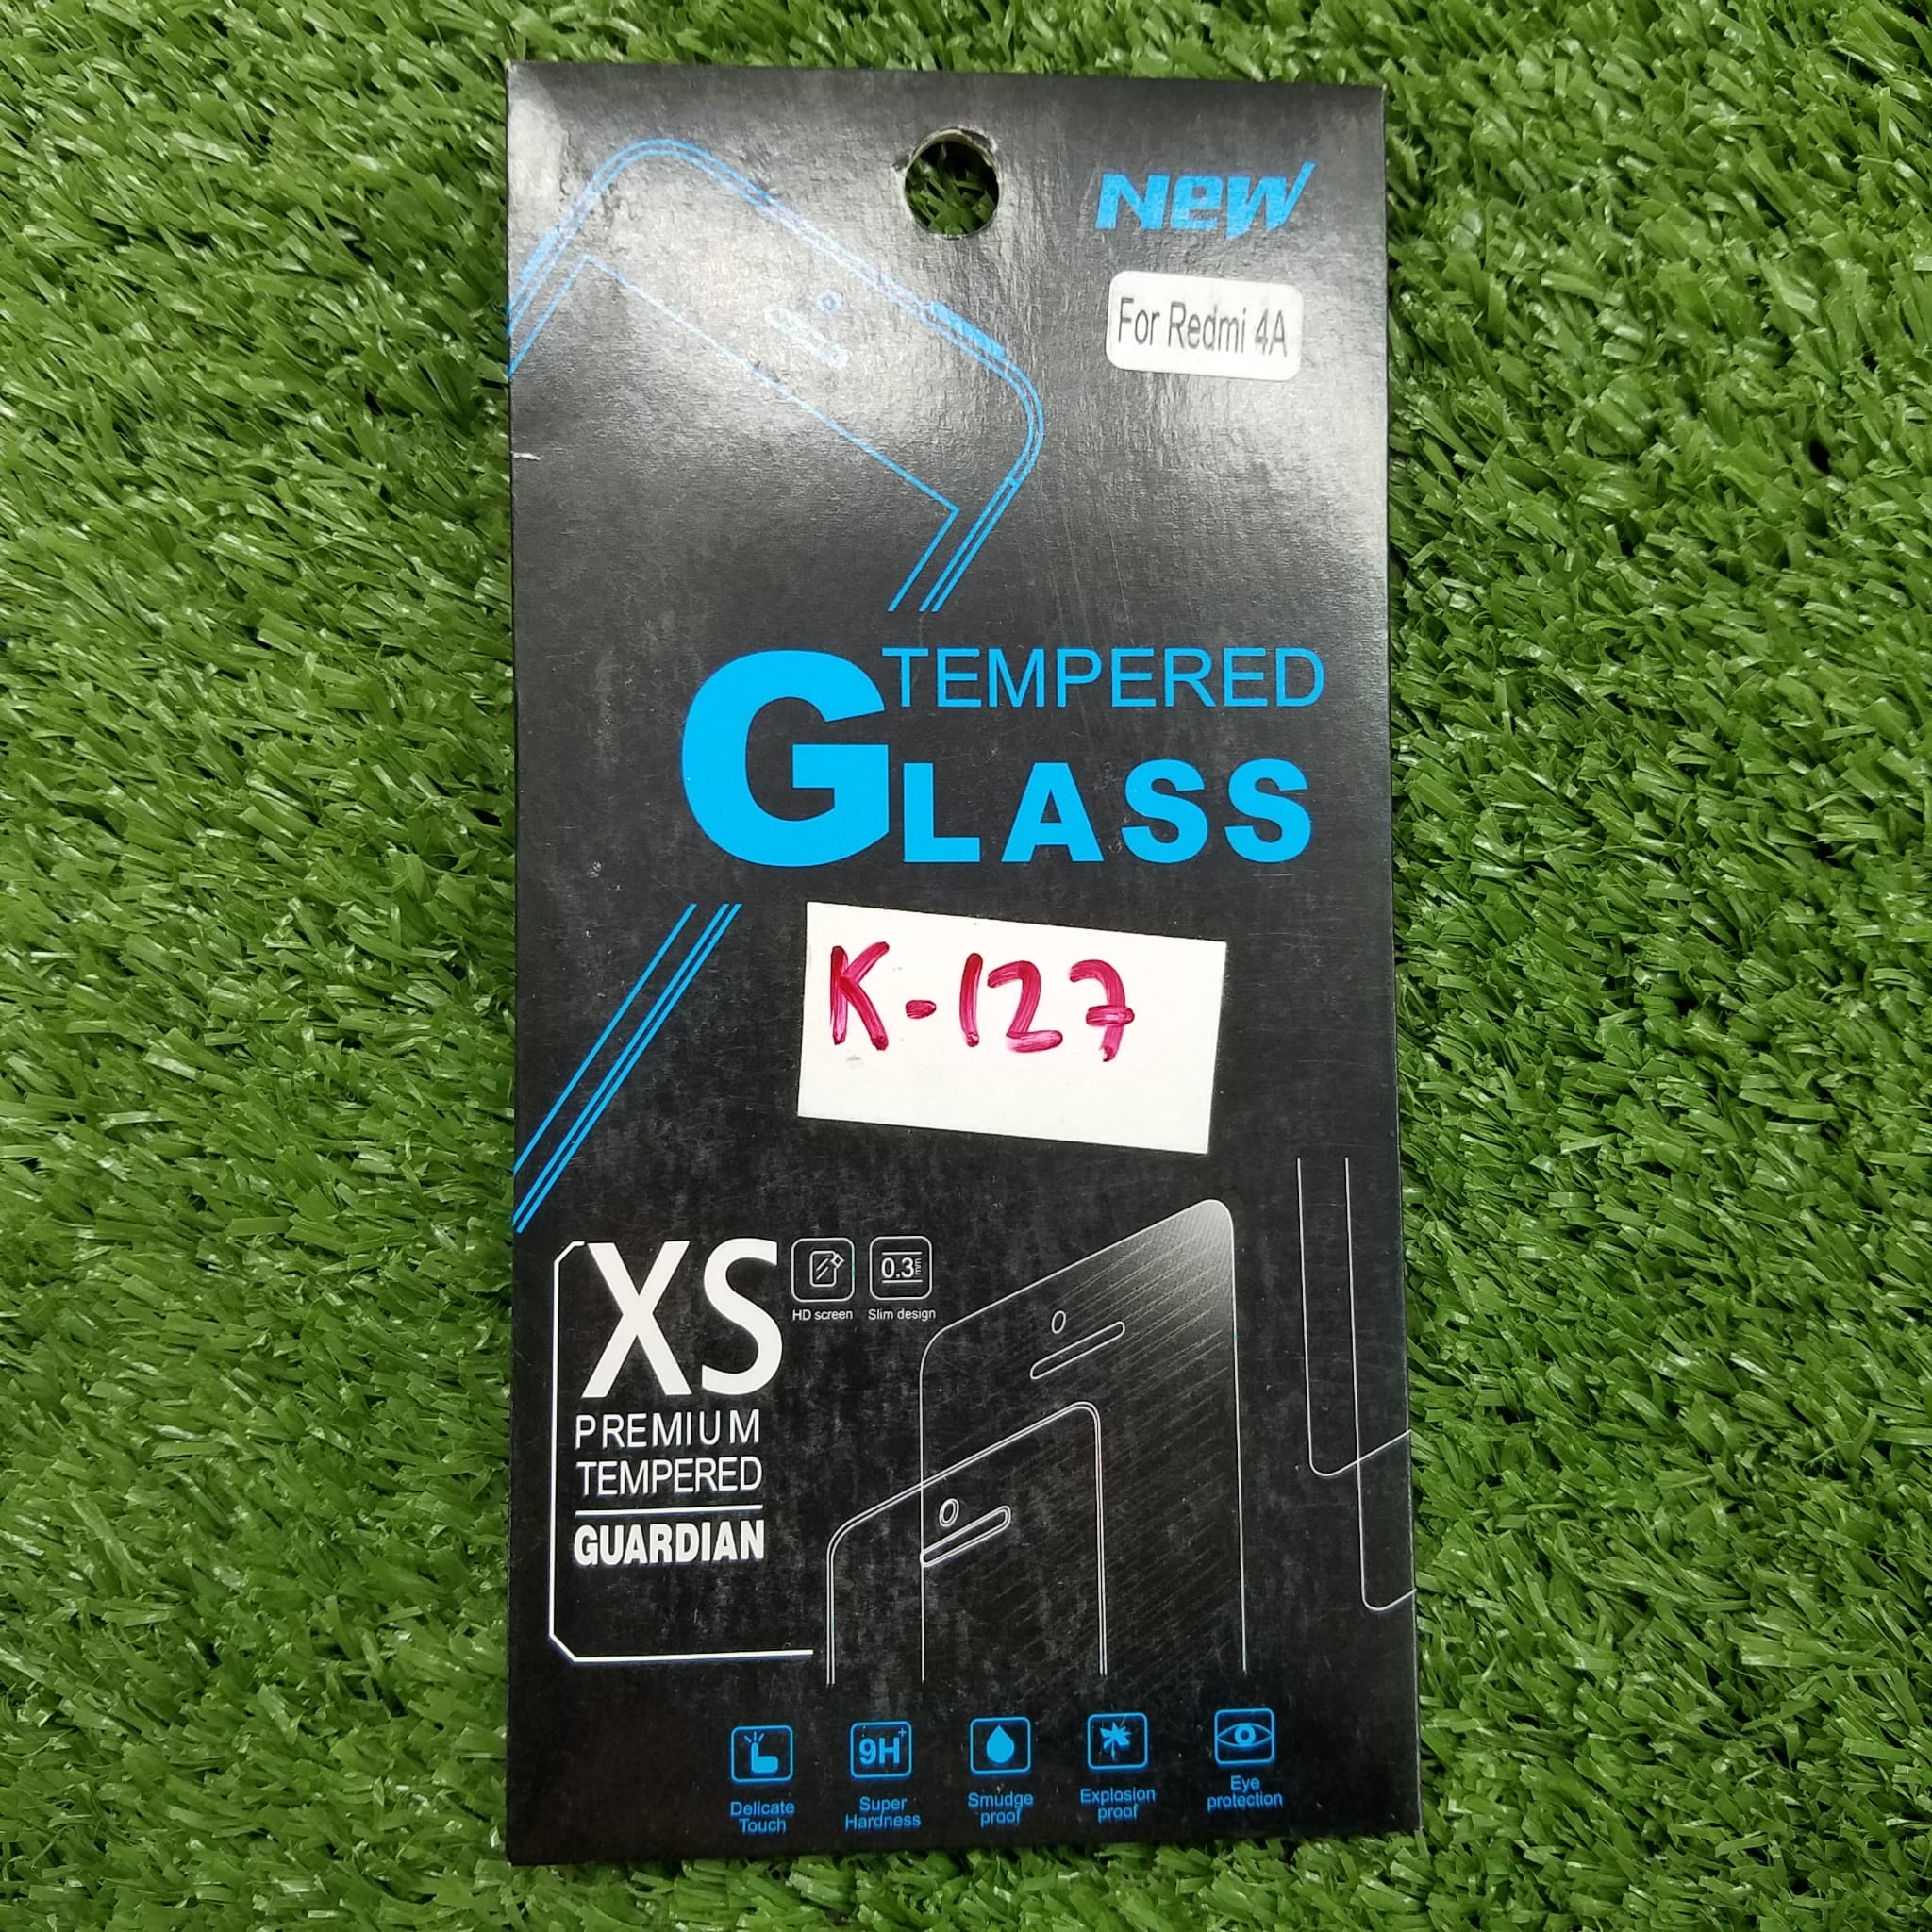 New
For Redmi 4A
TEMPERED
GLASS
K-127
XS
0.3mm
HD screen
Slim design
PREMIUM
TEMPERED
GUARDIAN
9H+
Delicate
Touch
Super
Hardness
Smudge
proof
Explosion
proof
Eye
protection